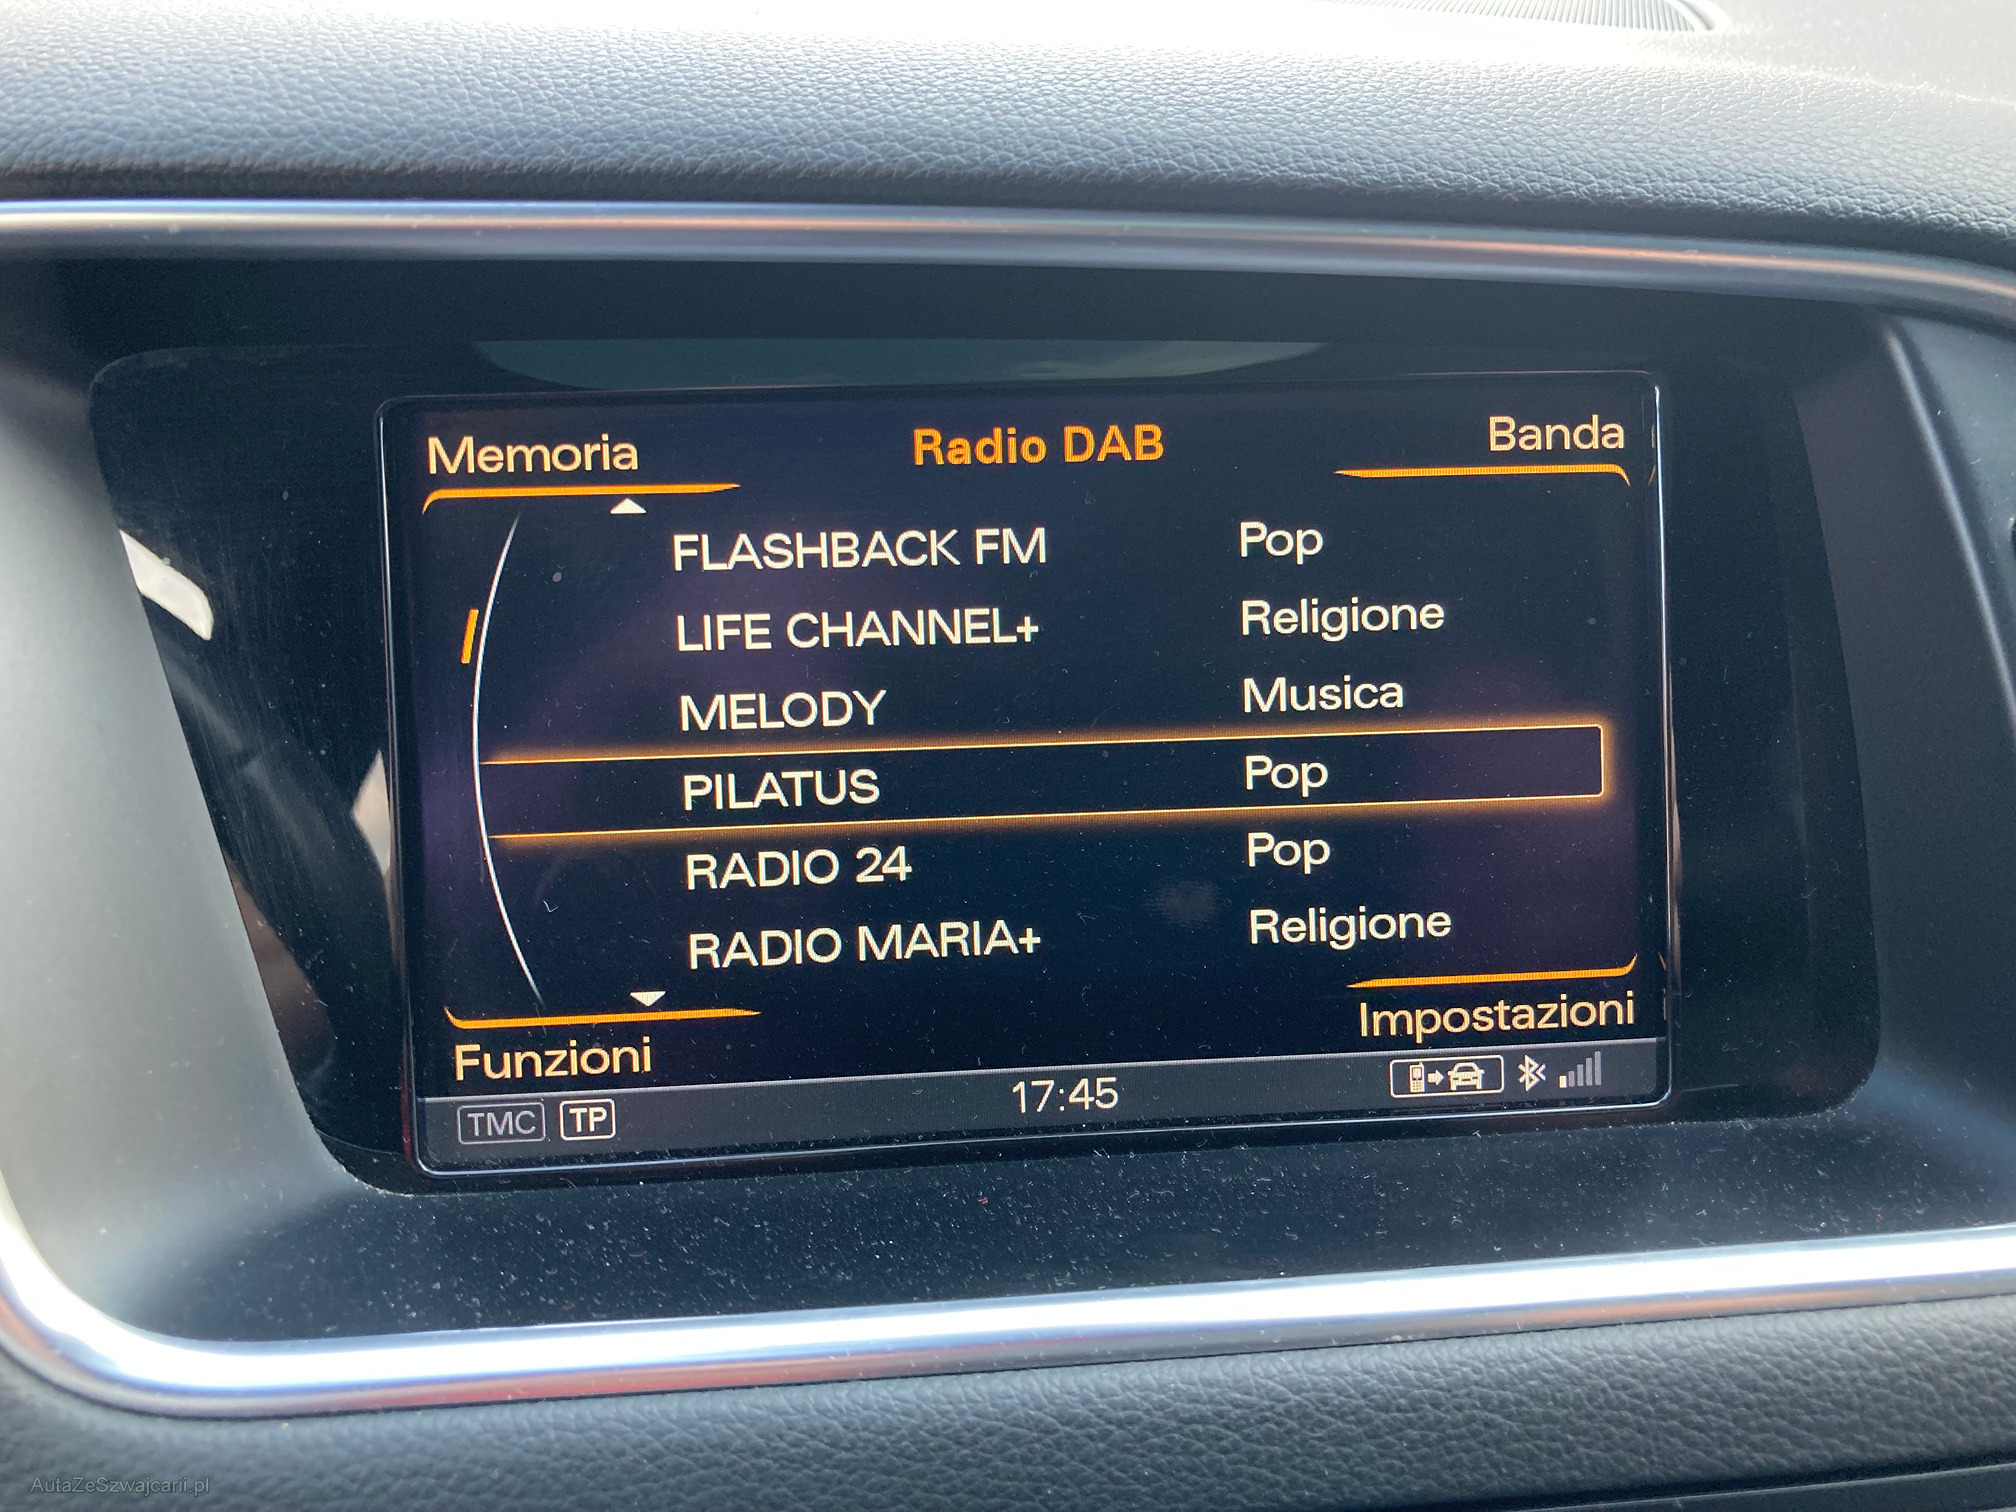 Memoria Radio DAB Banda
FLASHBACK FM Pop
LIFE CHANNEL+ Religione
MELODY Musica
PILATUS Pop
RADIO 24 Pop
RADIO MARIA+ Religione
Funzioni Impostazioni
TMC TP 17:45
AutaZeSzwajcarii.pl